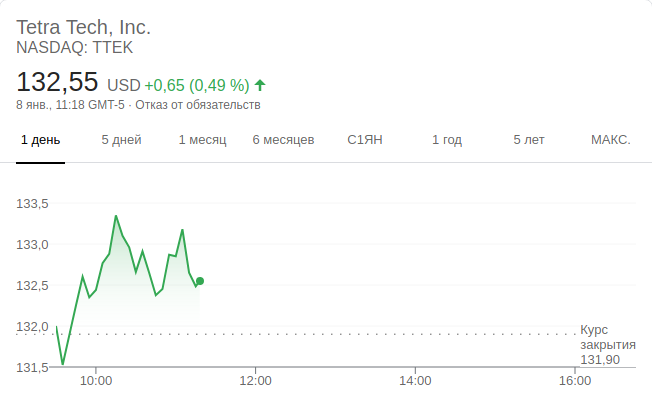 Tetra Tech, Inc.
NASDAQ: TTEK
132,55 USD +0,65 (0,49 %)
8 янв., 11:18 GMT-5 · Отказ от обязательств
1 день 5 дней 1 месяц 6 месяцев С1ЯН 1 год 5 лет МАКС.
133,5
133,0
132,5
132,0
Курс
закрытия
131,90
131,5
10:00 12:00 14:00 16:00